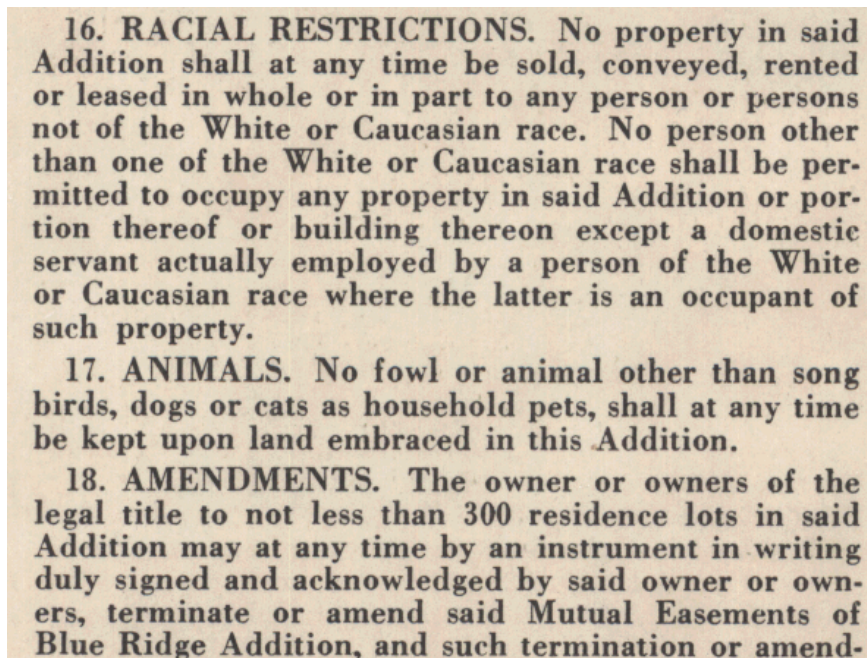 16. RACIAL RESTRICTIONS. No property in said
Addition shall at any time be sold, conveyed, rented
or leased in whole or in part to any person or persons
not of the White or Caucasian race. No person other
than one of the White or Caucasian race shall be per-
mitted to occupy any property in said Addition or por-
tion thereof or building thereon except a domestic
servant actually employed by a person of the White
or Caucasian race where the latter is an occupant of
such property.
17. ANIMALS. No fowl or animal other than song
birds, dogs or cats as household pets, shall at any time
be kept upon land embraced in this Addition.
18. AMENDMENTS. The owner or owners of the
legal title to not less than 300 residence lots in said
Addition may at any time by an instrument in writing
duly signed and acknowledged by said owner or own-
ers, terminate or amend said Mutual Easements of
Blue Ridge Addition, and such termination or amend-